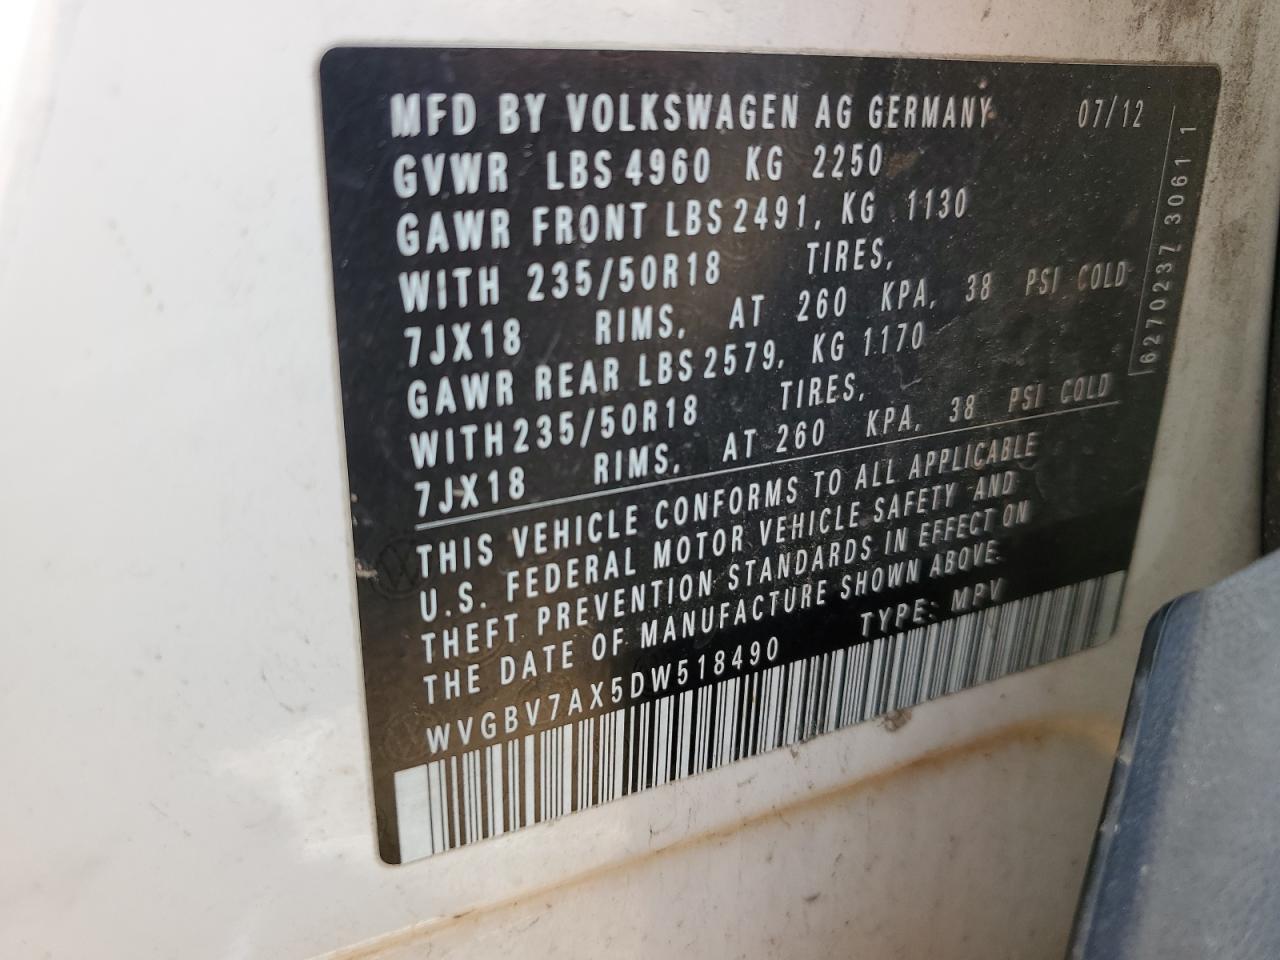 MFD BY VOLKSWAGEN AG GERMANY 07/12
GVWR LBS 4960 KG 2250
GAWR FRONT LBS 2491, KG 1130
WITH 235/50R18 TIRES,
7JX18 RIMS, AT 260 KPA, 38 PSI COLD
GAWR REAR LBS 2579, KG 1170
WITH 235/50R18 TIRES,
7JX18 RIMS, AT 260 KPA, 38 PSI COLD
THIS VEHICLE CONFORMS TO ALL APPLICABLE
U.S. FEDERAL MOTOR VEHICLE SAFETY AND
THEFT PREVENTION STANDARDS IN EFFECT ON
THE DATE OF MANUFACTURE SHOWN ABOVE.
WVGBV7AX5DW518490 TYPE: MPV
6270237 30611